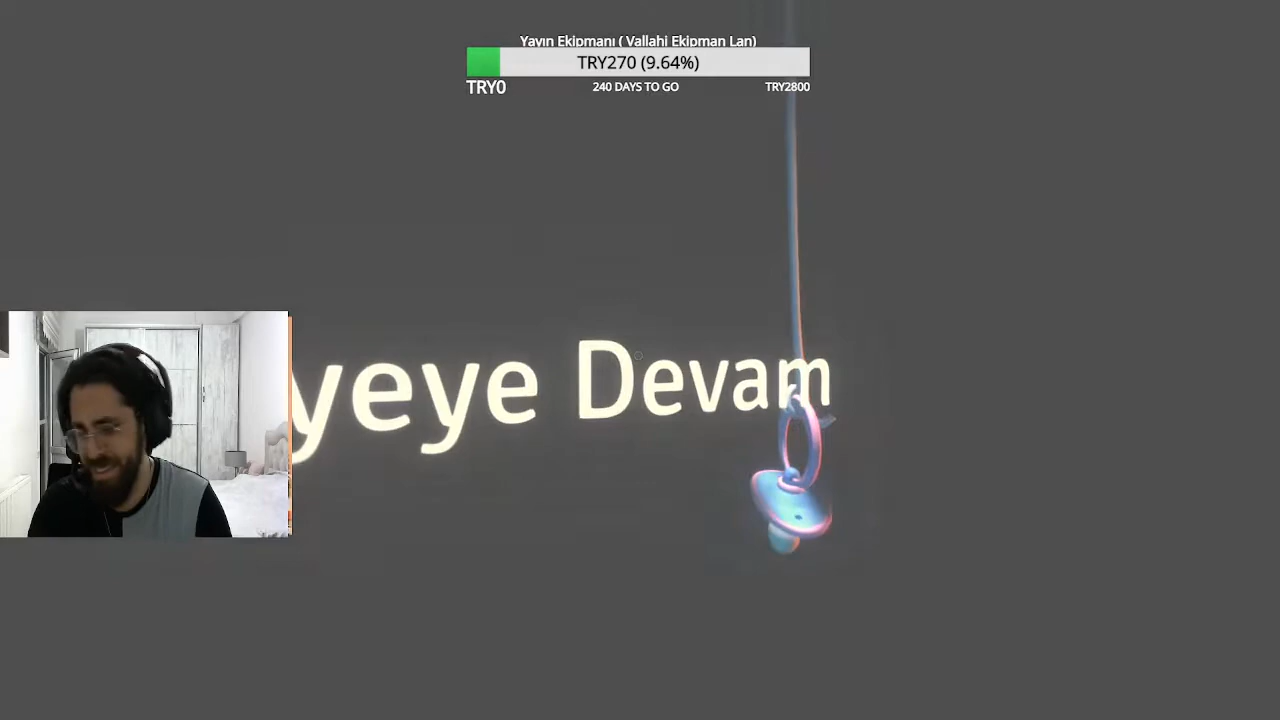 Yayın Ekipmanı ( Vallahi Ekipman Lan)
TRY270 (9.64%)
TRY0 240 DAYS TO GO TRY2800
yeye Devam